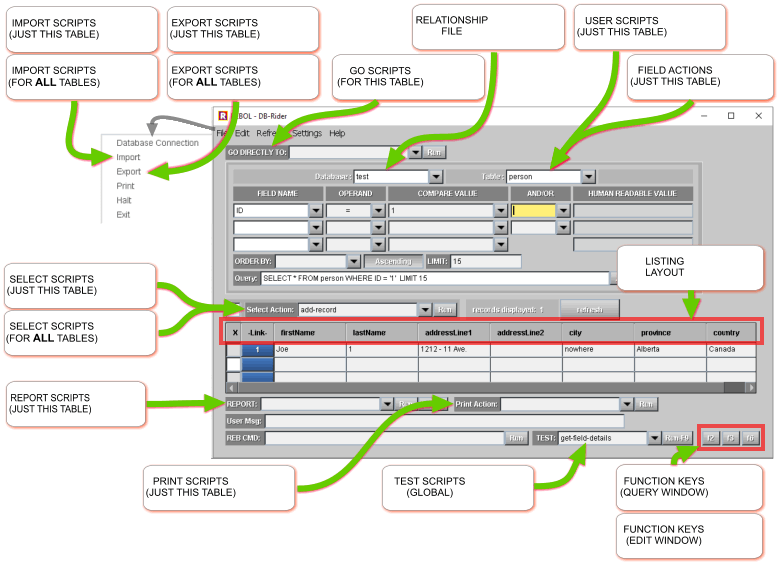 IMPORT SCRIPTS
(JUST THIS TABLE)
EXPORT SCRIPTS
(JUST THIS TABLE)
RELATIONSHIP
FILE
USER SCRIPTS
(JUST THIS TABLE)
IMPORT SCRIPTS
(FOR ALL TABLES)
EXPORT SCRIPTS
(FOR ALL TABLES)
GO SCRIPTS
(FOR THIS TABLE)
FIELD ACTIONS
(JUST THIS TABLE)
DB-Rider
File Edit Settings Help
Database Connection
Import
Export
Print
Halt
Exit
GO DIRECTLY TO: Run
Database: test Table: person
FIELD NAME OPERAND COMPARE VALUE AND/OR HUMAN READABLE VALUE
ID = 1
ORDER BY: Ascending LIMIT: 15
Query: SELECT * FROM person WHERE ID = '1' LIMIT 15
LISTING
LAYOUT
SELECT SCRIPTS
(JUST THIS TABLE)
SELECT SCRIPTS
(FOR ALL TABLES)
Select Action: add-record Run records displayed: 1 refresh
X -Link- firstName lastName addressLine1 addressLine2 city province country
1 Joe 1 1212 - 11 Ave. nowhere Alberta Canada
REPORT SCRIPTS
(JUST THIS TABLE)
REPORT: Run Print Action: Run
User Msg:
REB CMD: Run TEST: get-field-details Run F9
PRINT SCRIPTS
(JUST THIS TABLE)
TEST SCRIPTS
(GLOBAL)
FUNCTION KEYS
(QUERY WINDOW)
FUNCTION KEYS
(EDIT WINDOW)